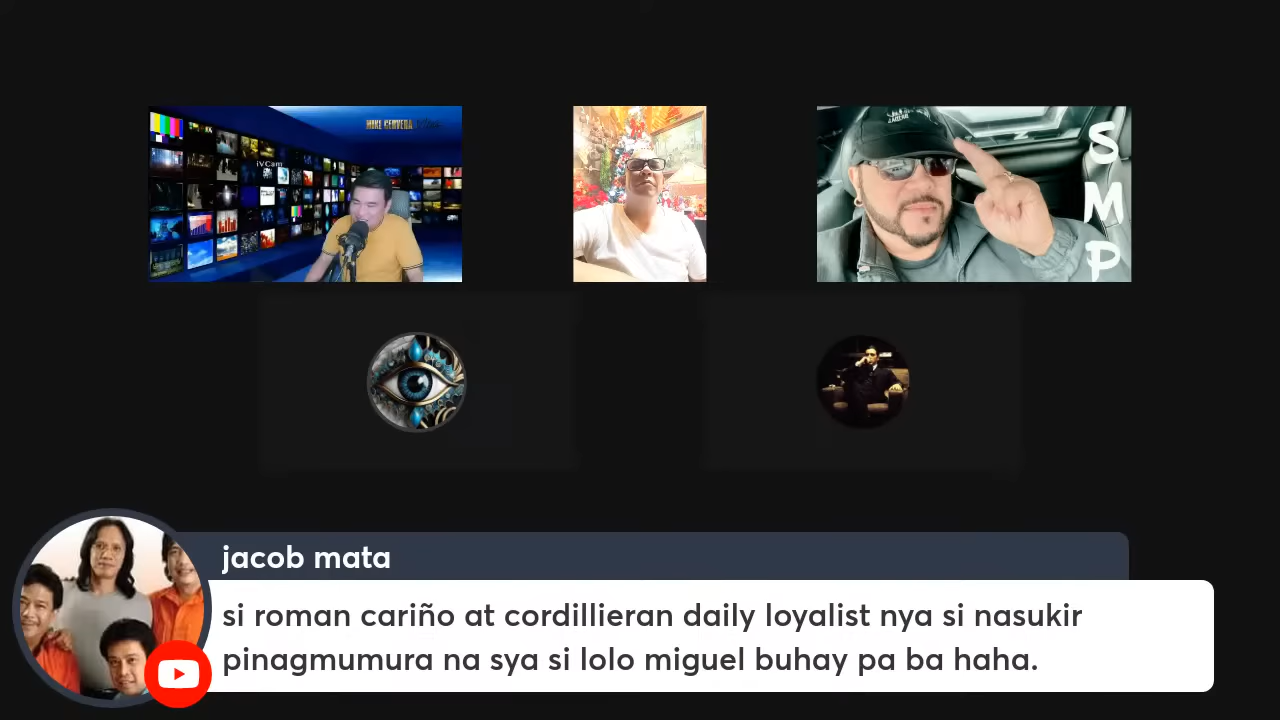 MIKE CERVERA
iVCam
S
M
P
jacob mata
si roman cariño at cordillieran daily loyalist nya si nasukir
pinagmumura na sya si lolo miguel buhay pa ba haha.